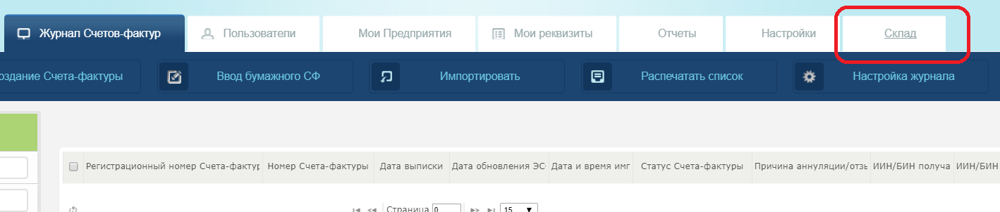 Журнал Счетов-фактур Пользователи Мои Предприятия Мои реквизиты Отчеты Настройки Склад
оздание Счета-фактуры Ввод бумажного СФ Импортировать Распечатать список Настройка журнала
Регистрационный номер Счета-фактур Номер Счета-фактуры Дата выписки Дата обновления ЭС Дата и время имг Статус Счета-фактуры Причина аннуляции/отзы ИИН/БИН получа ИИН/БИН
Страница 0 15